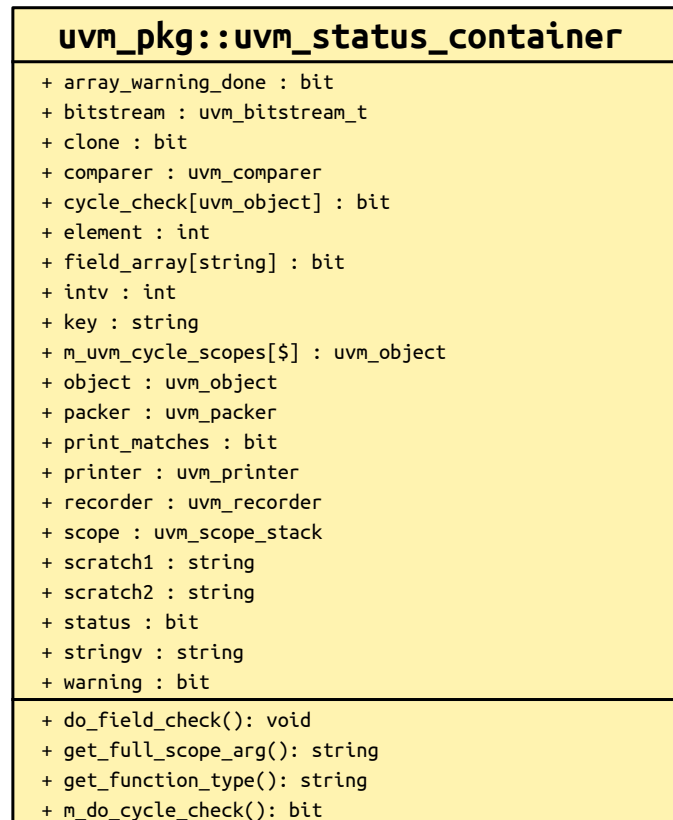 uvm_pkg::uvm_status_container
+ array_warning_done : bit
+ bitstream : uvm_bitstream_t
+ clone : bit
+ comparer : uvm_comparer
+ cycle_check[uvm_object] : bit
+ element : int
+ field_array[string] : bit
+ intv : int
+ key : string
+ m_uvm_cycle_scopes[$] : uvm_object
+ object : uvm_object
+ packer : uvm_packer
+ print_matches : bit
+ printer : uvm_printer
+ recorder : uvm_recorder
+ scope : uvm_scope_stack
+ scratch1 : string
+ scratch2 : string
+ status : bit
+ stringv : string
+ warning : bit
+ do_field_check(): void
+ get_full_scope_arg(): string
+ get_function_type(): string
+ m_do_cycle_check(): bit